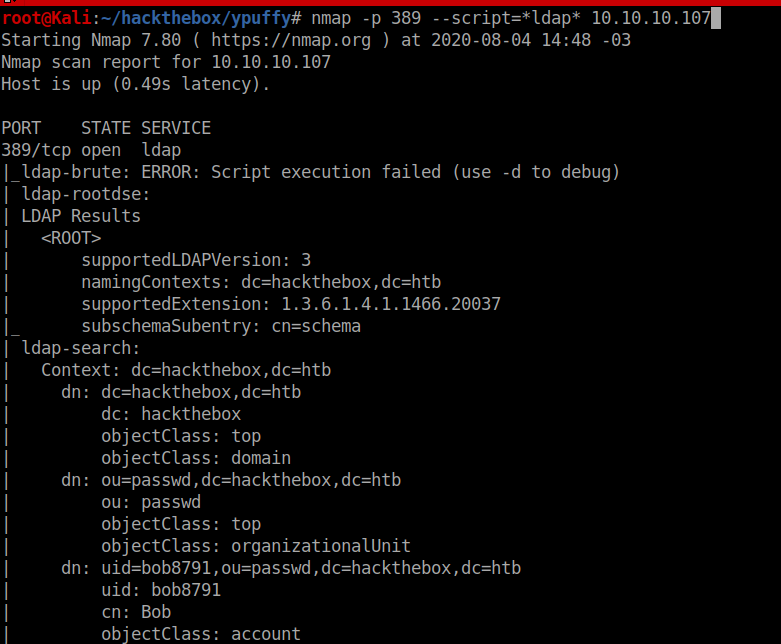 root@Kali:~/hackthebox/ypuffy# nmap -p 389 --script=*ldap* 10.10.10.107
Starting Nmap 7.80 ( https://nmap.org ) at 2020-08-04 14:48 -03
Nmap scan report for 10.10.10.107
Host is up (0.49s latency).

PORT    STATE SERVICE
389/tcp open  ldap
|_ldap-brute: ERROR: Script execution failed (use -d to debug)
| ldap-rootdse:
| LDAP Results
|   <ROOT>
|       supportedLDAPVersion: 3
|       namingContexts: dc=hackthebox,dc=htb
|       supportedExtension: 1.3.6.1.4.1.1466.20037
|_      subschemaSubentry: cn=schema
| ldap-search:
|   Context: dc=hackthebox,dc=htb
|     dn: dc=hackthebox,dc=htb
|         dc: hackthebox
|         objectClass: top
|         objectClass: domain
|     dn: ou=passwd,dc=hackthebox,dc=htb
|         ou: passwd
|         objectClass: top
|         objectClass: organizationalUnit
|     dn: uid=bob8791,ou=passwd,dc=hackthebox,dc=htb
|         uid: bob8791
|         cn: Bob
|         objectClass: account